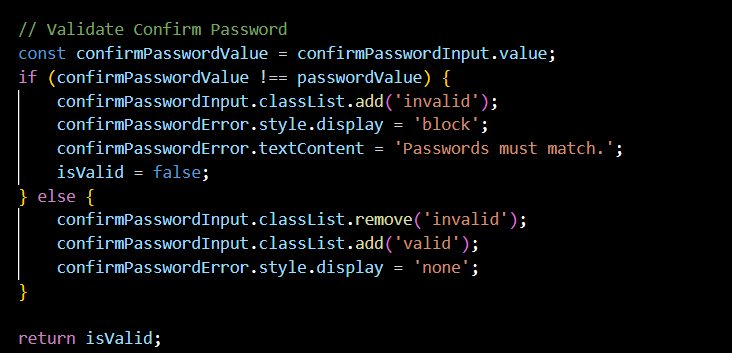 // Validate Confirm Password
const confirmPasswordValue = confirmPasswordInput.value;
if (confirmPasswordValue !== passwordValue) {
    confirmPasswordInput.classList.add('invalid');
    confirmPasswordError.style.display = 'block';
    confirmPasswordError.textContent = 'Passwords must match.';
    isValid = false;
} else {
    confirmPasswordInput.classList.remove('invalid');
    confirmPasswordInput.classList.add('valid');
    confirmPasswordError.style.display = 'none';
}

return isValid;